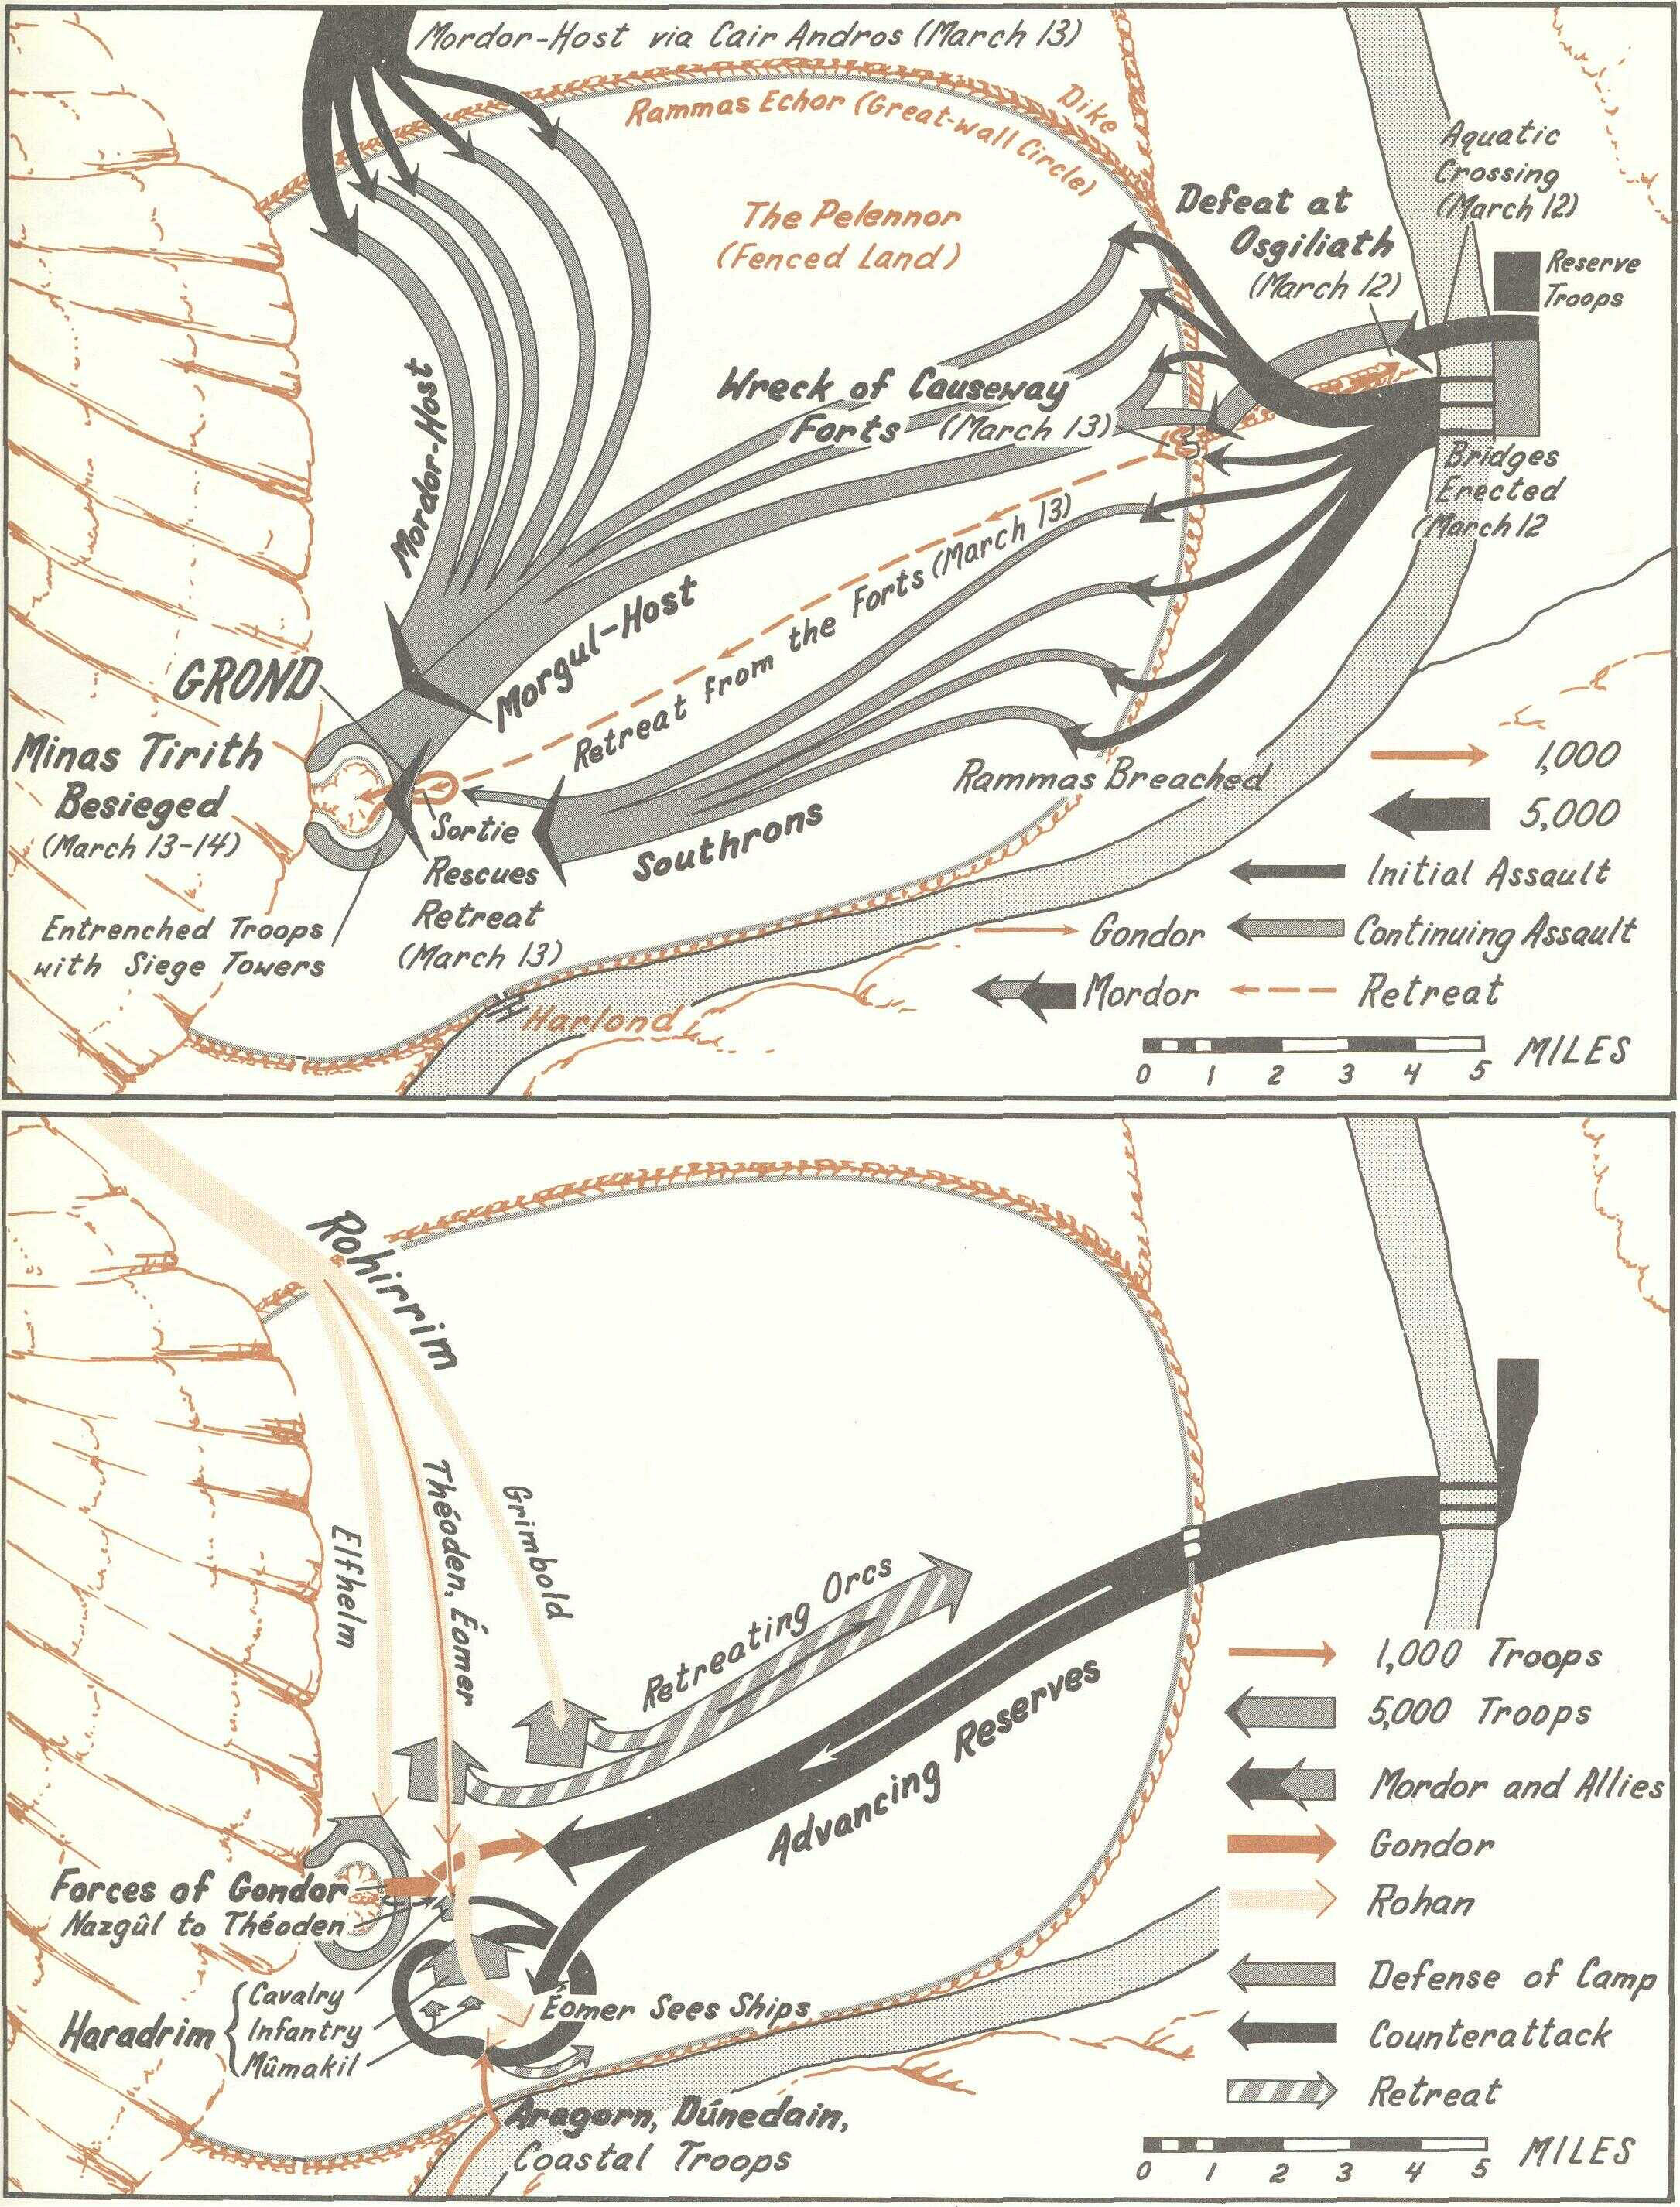 Mordor-Host via Cair Andros (March 13)
Rammas Echor (Great-wall Circle)
Dike
The Pelennor
(Fenced Land)
Aquatic
Crossing
(March 12)
Defeat at
Osgiliath
(March 12)
Reserve
Troops
Mordor-Host
Wreck of Causeway
Forts (March 13)
Bridges
Erected
(March 12
Retreat from the Forts (March 13)
Morgul-Host
GROND
Minas Tirith
Besieged
(March 13-14)
Rammas Breached
Southrons
Sortie
Rescues
Retreat
(March 13)
Entrenched Troops
with Siege Towers
Harlond
1,000
5,000
Initial Assault
Gondor
Continuing Assault
Mordor
Retreat
0 1 2 3 4 5 MILES
Rohirrim
Elfhelm
Théoden, Éomer
Grimbold
Retreating Orcs
Advancing Reserves
Forces of Gondor
Nazgûl to Théoden
Haradrim
Cavalry
Infantry
Mûmakil
Éomer Sees Ships
Aragorn, Dúnedain,
Coastal Troops
1,000 Troops
5,000 Troops
Mordor and Allies
Gondor
Rohan
Defense of Camp
Counterattack
Retreat
0 1 2 3 4 5 MILES